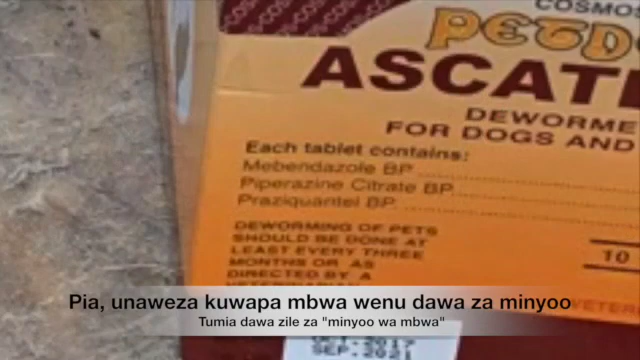 COSMOS
ASCATE
DEWORME
FOR DOGS AND
Each tablet contains:
Mebendazole BP
Piperazine Citrate BP
Praziquantel BP
DEWORMING OF PETS
SHOULD BE DONE AT
LEAST EVERY THREE
MONTHS OR AS
DIRECTED BY A
10
Pia, unaweza kuwapa mbwa wenu dawa za minyoo
Tumia dawa zile za "minyoo wa mbwa"
SEP.2021